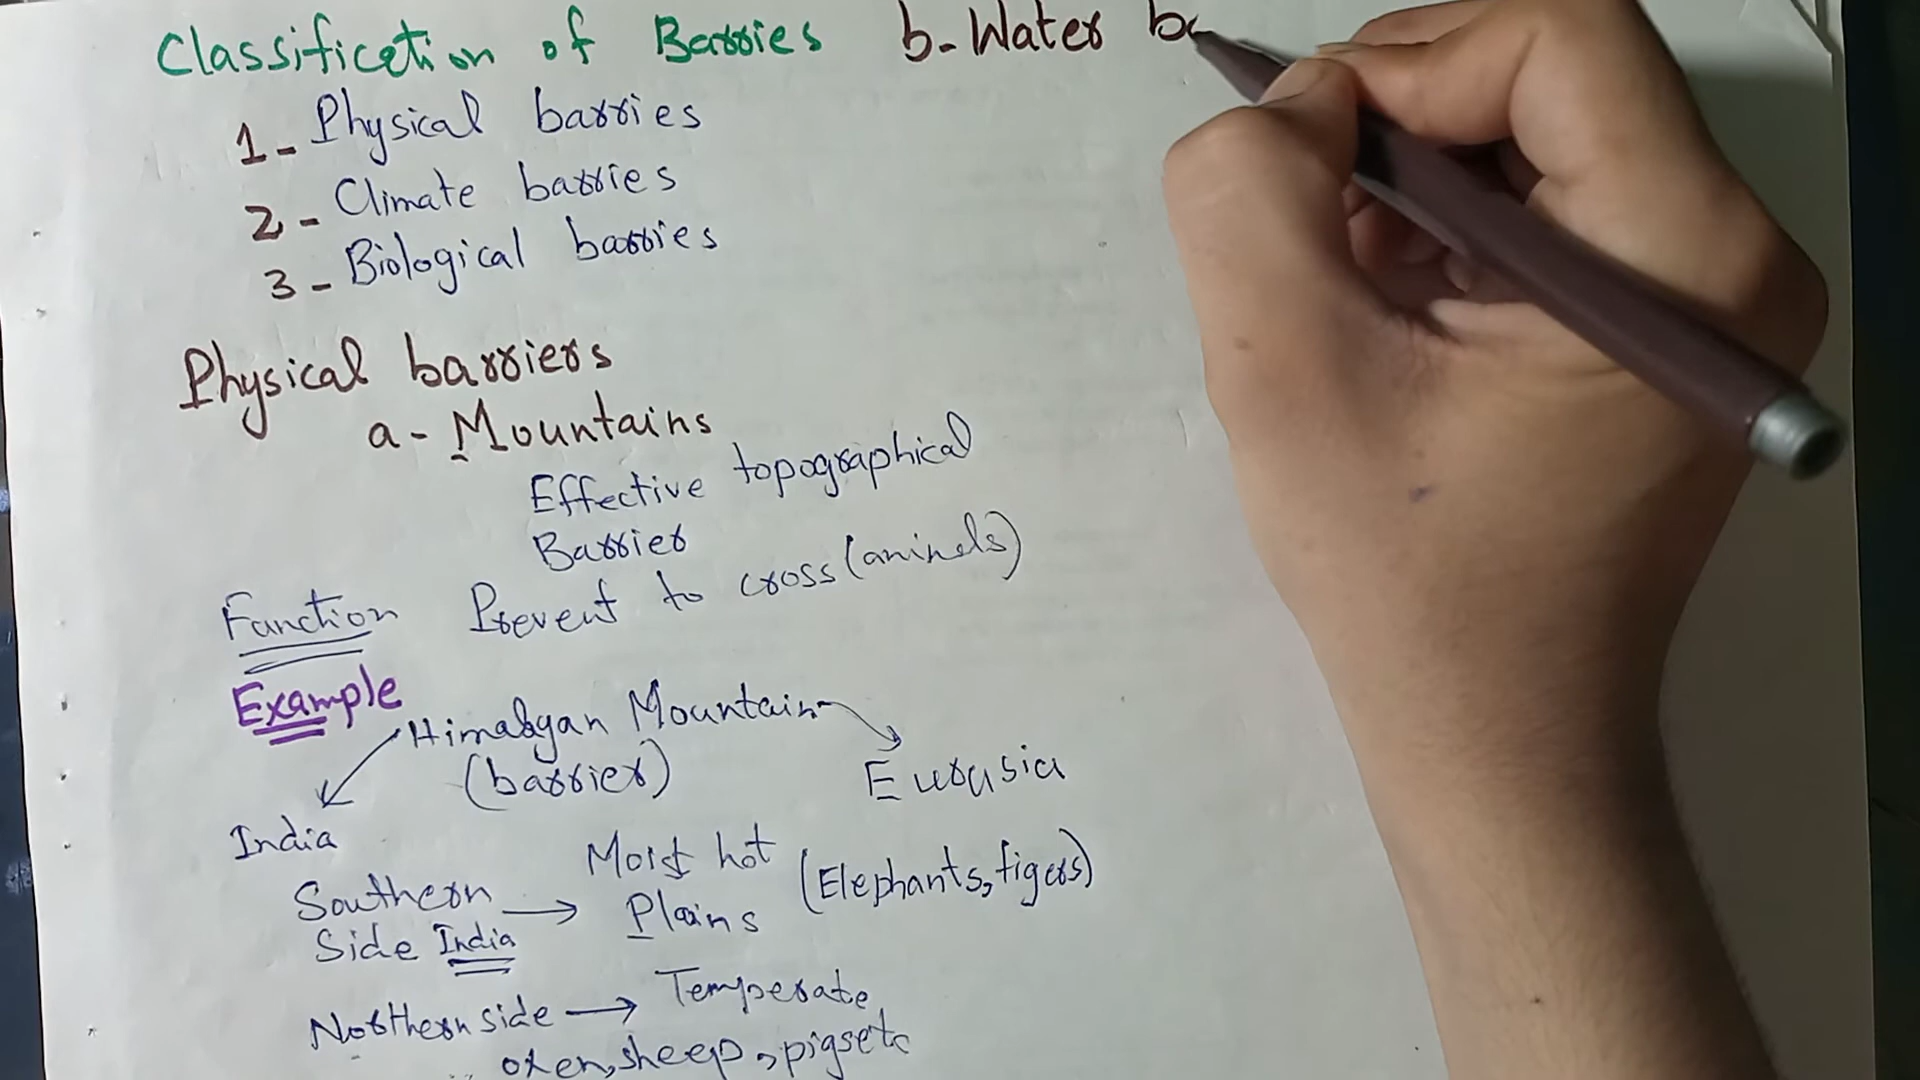 Classification of Barries
1- Physical barries
2- Climate barries
3- Biological barries
Physical barriers
a- Mountains
Effective topographical
Barrier
Function Prevent to cross (aninals)
Example
Himalayan Mountain
(barrier)
Eurasia
India
Southern
Side India
Moist hot
Plains
(Elephants, tigers)
Northern side
Temperate
oxen, sheep, pigs etc
b- Water ba